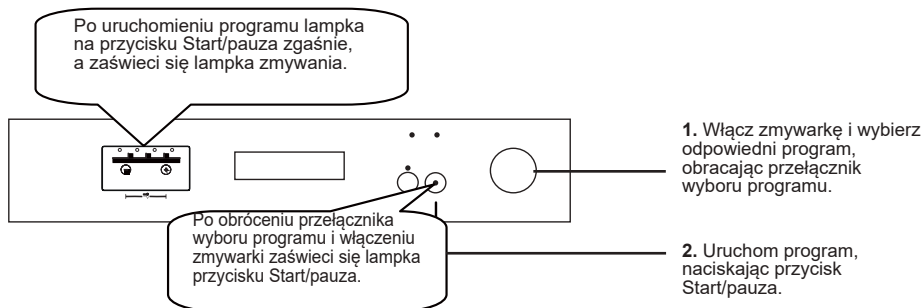 Po uruchomieniu programu lampka
na przycisku Start/pauza zgaśnie,
a zaświeci się lampka zmywania.
1. Włącz zmywarkę i wybierz
odpowiedni program,
obracając przełącznik
wyboru programu.
Po obróceniu przełącznika
wyboru programu i włączeniu
zmywarki zaświeci się lampka
przycisku Start/pauza.
2. Uruchom program,
naciskając przycisk
Start/pauza.